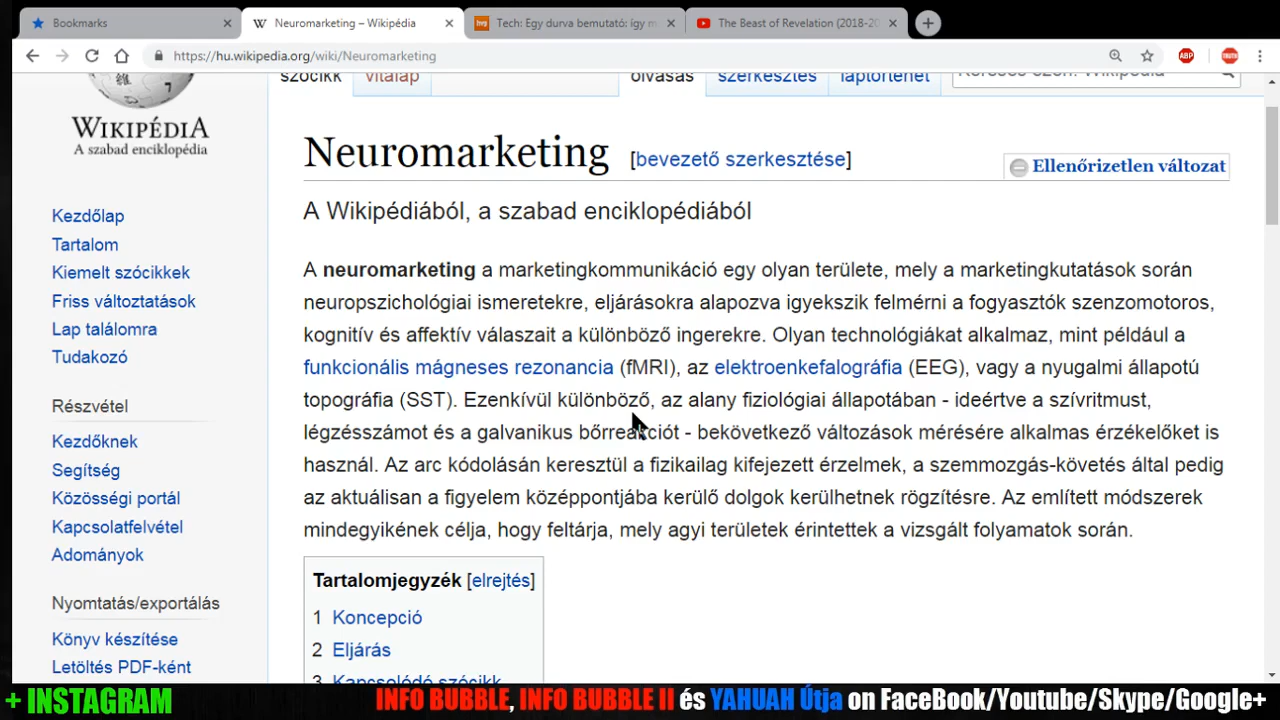 Bookmarks
Neuromarketing – Wikipédia
Tech: Egy durva bemutató: így m
The Beast of Revelation (2018-20
https://hu.wikipedia.org/wiki/Neuromarketing
ABP
TRUTH
szócikk
vitalap
olvasás
szerkesztés
laptörténet
Keresés ezen: Wikipédia
WIKIPÉDIA
A szabad enciklopédia
Neuromarketing [bevezető szerkesztése]
Ellenőrizetlen változat
A Wikipédiából, a szabad enciklopédiából
A neuromarketing a marketingkommunikáció egy olyan területe, mely a marketingkutatások során
neuropszichológiai ismeretekre, eljárásokra alapozva igyekszik felmérni a fogyasztók szenzomotoros,
kognitív és affektív válaszait a különböző ingerekre. Olyan technológiákat alkalmaz, mint például a
funkcionális mágneses rezonancia (fMRI), az elektroenkefalográfia (EEG), vagy a nyugalmi állapotú
topográfia (SST). Ezenkívül különböző, az alany fiziológiai állapotában - ideértve a szívritmust,
légzésszámot és a galvanikus bőrreakciót - bekövetkező változások mérésére alkalmas érzékelőket is
használ. Az arc kódolásán keresztül a fizikailag kifejezett érzelmek, a szemmozgás-követés által pedig
az aktuálisan a figyelem középpontjába kerülő dolgok kerülhetnek rögzítésre. Az említett módszerek
mindegyikének célja, hogy feltárja, mely agyi területek érintettek a vizsgált folyamatok során.
Tartalomjegyzék [elrejtés]
1 Koncepció
2 Eljárás
3 Kapcsolódó szócikk
Kezdőlap
Tartalom
Kiemelt szócikkek
Friss változtatások
Lap találomra
Tudakozó
Részvétel
Kezdőknek
Segítség
Közösségi portál
Kapcsolatfelvétel
Adományok
Nyomtatás/exportálás
Könyv készítése
Letöltés PDF-ként
+ INSTAGRAM
INFO BUBBLE, INFO BUBBLE II és YAHUAH Útja on FaceBook/Youtube/Skype/Google+